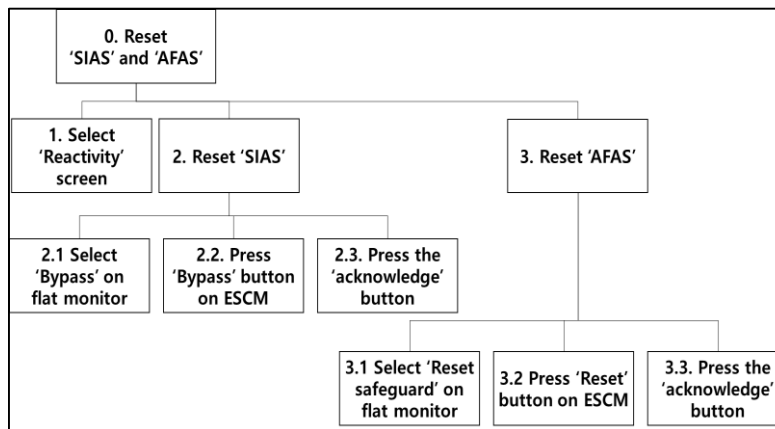 0. Reset
‘SIAS’ and ‘AFAS’
1. Select
‘Reactivity’
screen
2. Reset ‘SIAS’
3. Reset ‘AFAS’
2.1 Select
‘Bypass’ on
flat monitor
2.2. Press
‘Bypass’ button
on ESCM
2.3. Press the
‘acknowledge’
button
3.1 Select ‘Reset
safeguard’ on
flat monitor
3.2 Press ‘Reset’
button on ESCM
3.3. Press the
‘acknowledge’
button